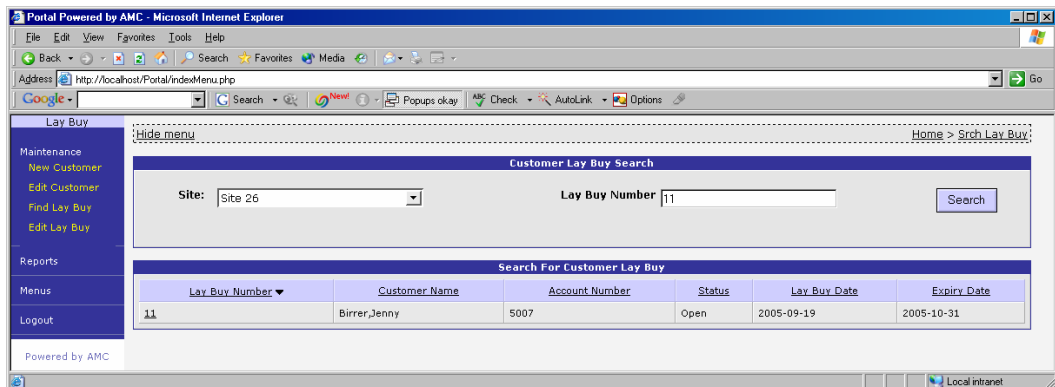 Portal Powered by AMC - Microsoft Internet Explorer
File Edit View Favorites Tools Help
Back Search Favorites Media
Address http://localhost/Portal/indexMenu.php Go
Google Search New! Popups okay ABC Check AutoLink Options
Lay Buy
Hide menu Home > Srch Lay Buy
Maintenance
New Customer
Edit Customer
Find Lay Buy
Edit Lay Buy
Reports
Menus
Logout
Powered by AMC
Customer Lay Buy Search
Site: Site 26 Lay Buy Number 11 Search
Search For Customer Lay Buy
Lay Buy Number Customer Name Account Number Status Lay Buy Date Expiry Date
11 Birrer,Jenny 5007 Open 2005-09-19 2005-10-31
Local intranet